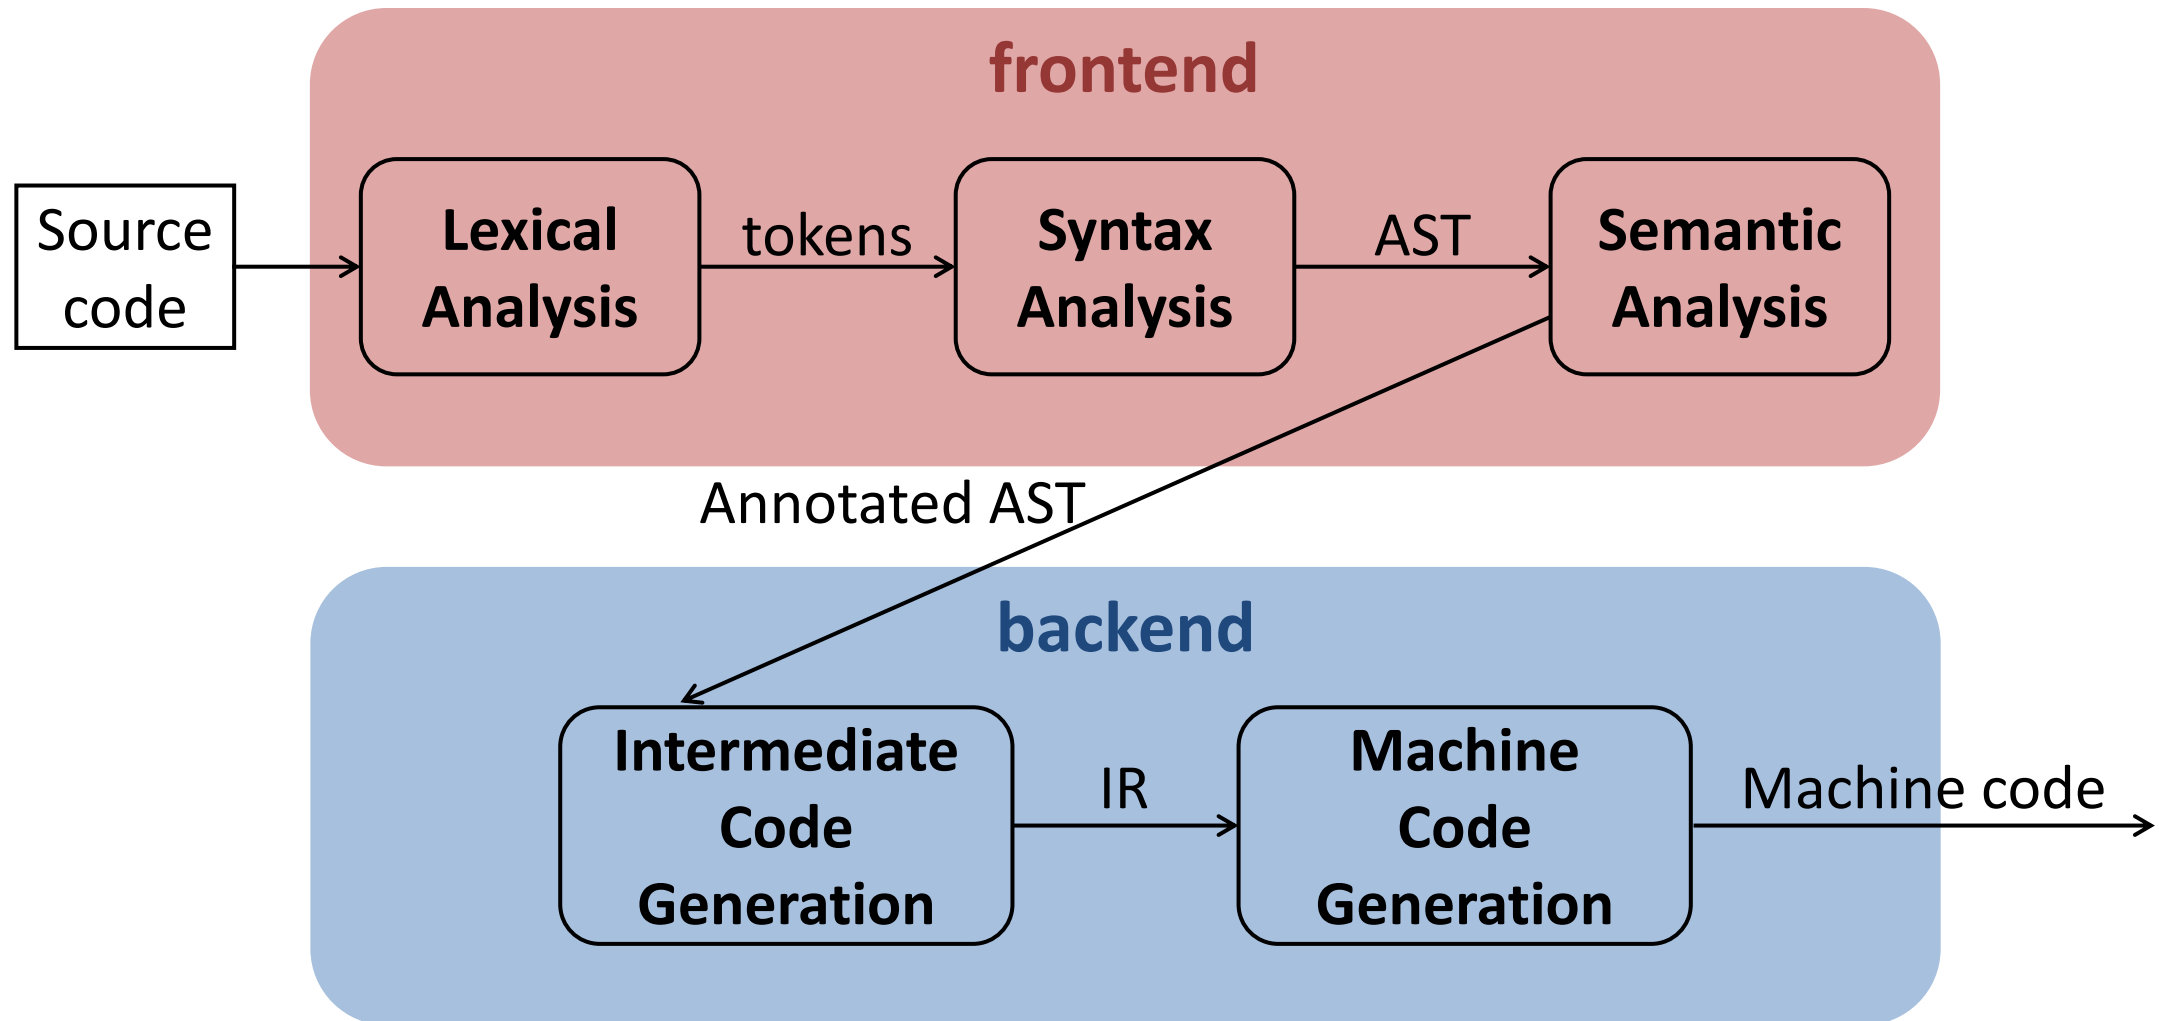 frontend
Source
code
Lexical
Analysis
tokens
Syntax
Analysis
AST
Semantic
Analysis
Annotated AST
backend
Intermediate
Code
Generation
IR
Machine
Code
Generation
Machine code